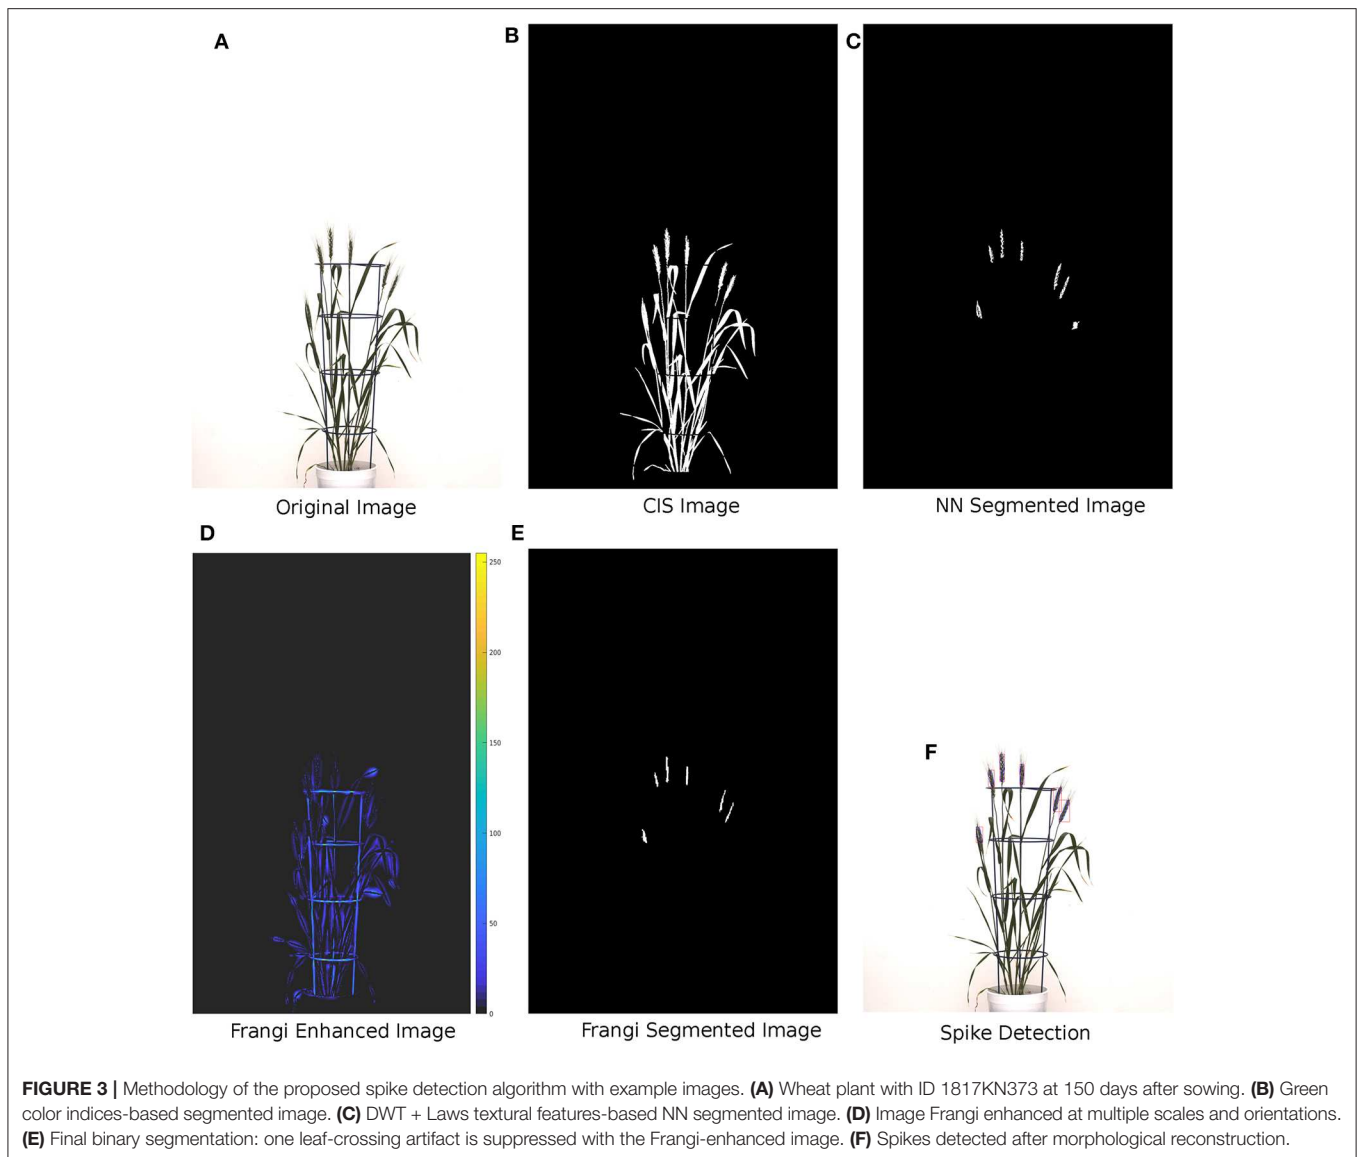 A
B
C
Original Image
CIS Image
NN Segmented Image
D
E
250
200
150
100
50
0
F
Frangi Enhanced Image
Frangi Segmented Image
Spike Detection
FIGURE 3 | Methodology of the proposed spike detection algorithm with example images. (A) Wheat plant with ID 1817KN373 at 150 days after sowing. (B) Green
color indices-based segmented image. (C) DWT + Laws textural features-based NN segmented image. (D) Image Frangi enhanced at multiple scales and orientations.
(E) Final binary segmentation: one leaf-crossing artifact is suppressed with the Frangi-enhanced image. (F) Spikes detected after morphological reconstruction.